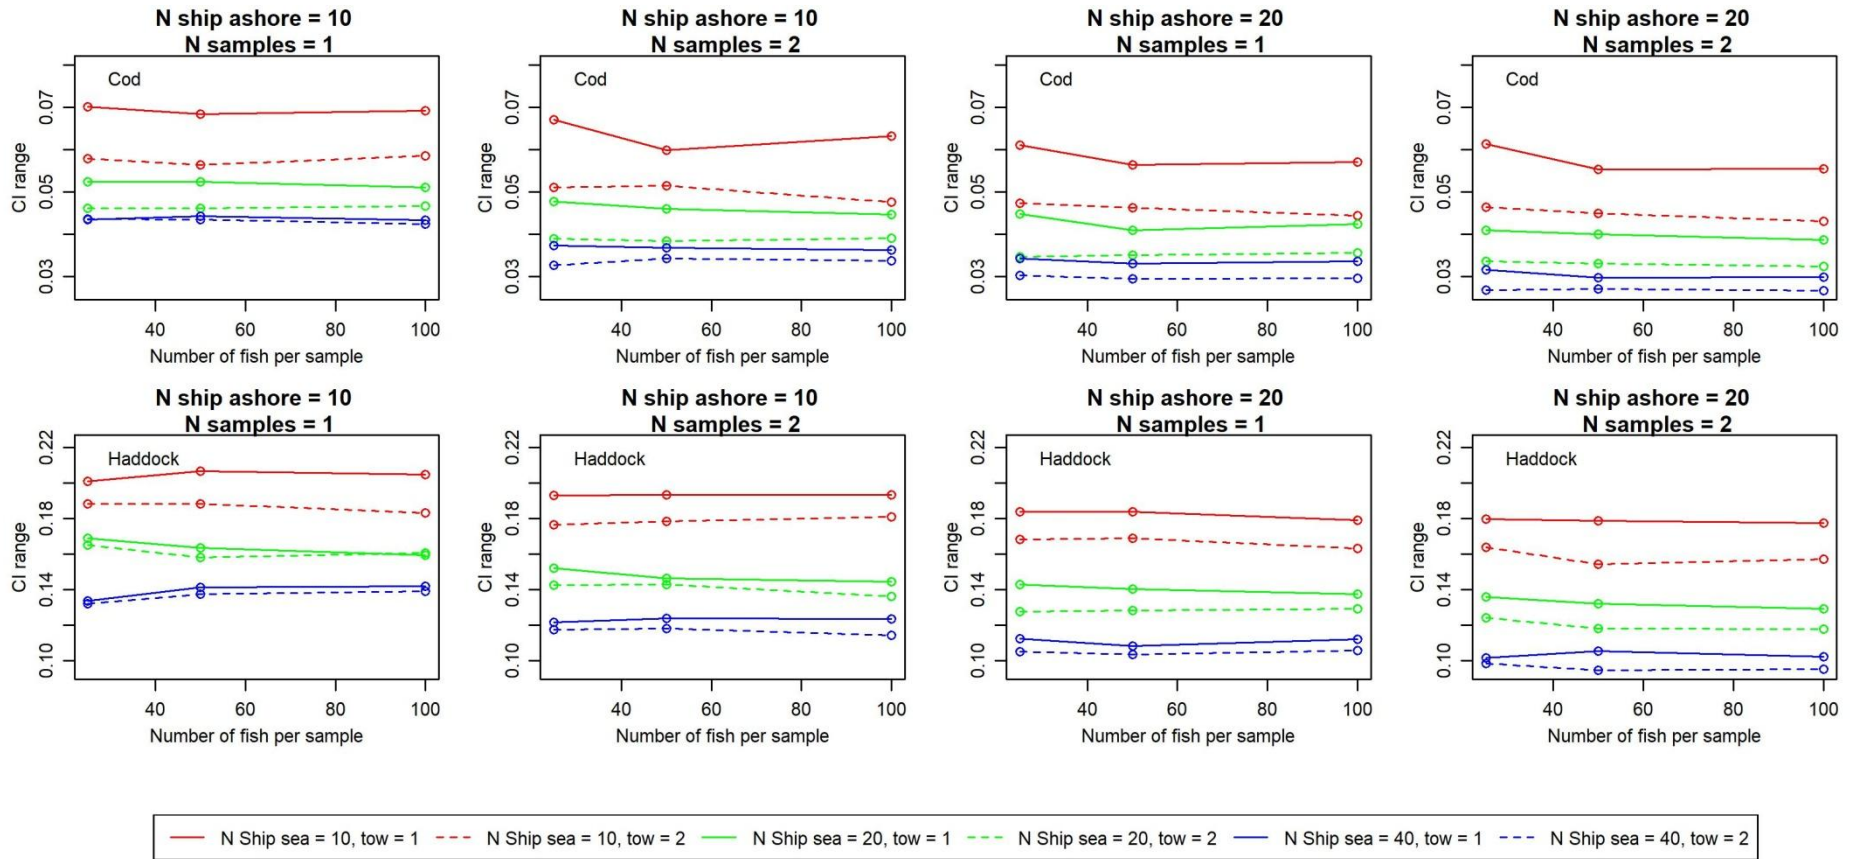 N ship ashore = 10
N samples = 1
N ship ashore = 10
N samples = 2
N ship ashore = 20
N samples = 1
N ship ashore = 20
N samples = 2
Cod
Cod
Cod
Cod
CI range
0.07
0.05
0.03
CI range
0.07
0.05
0.03
CI range
0.07
0.05
0.03
CI range
0.07
0.05
0.03
40 60 80 100
40 60 80 100
40 60 80 100
40 60 80 100
Number of fish per sample
Number of fish per sample
Number of fish per sample
Number of fish per sample
N ship ashore = 10
N samples = 1
N ship ashore = 10
N samples = 2
N ship ashore = 20
N samples = 1
N ship ashore = 20
N samples = 2
Haddock
Haddock
Haddock
Haddock
CI range
0.22
0.18
0.14
0.10
CI range
0.22
0.18
0.14
0.10
CI range
0.22
0.18
0.14
0.10
CI range
0.22
0.18
0.14
0.10
40 60 80 100
40 60 80 100
40 60 80 100
40 60 80 100
Number of fish per sample
Number of fish per sample
Number of fish per sample
Number of fish per sample
N Ship sea = 10, tow = 1 N Ship sea = 10, tow = 2 N Ship sea = 20, tow = 1 N Ship sea = 20, tow = 2 N Ship sea = 40, tow = 1 N Ship sea = 40, tow = 2